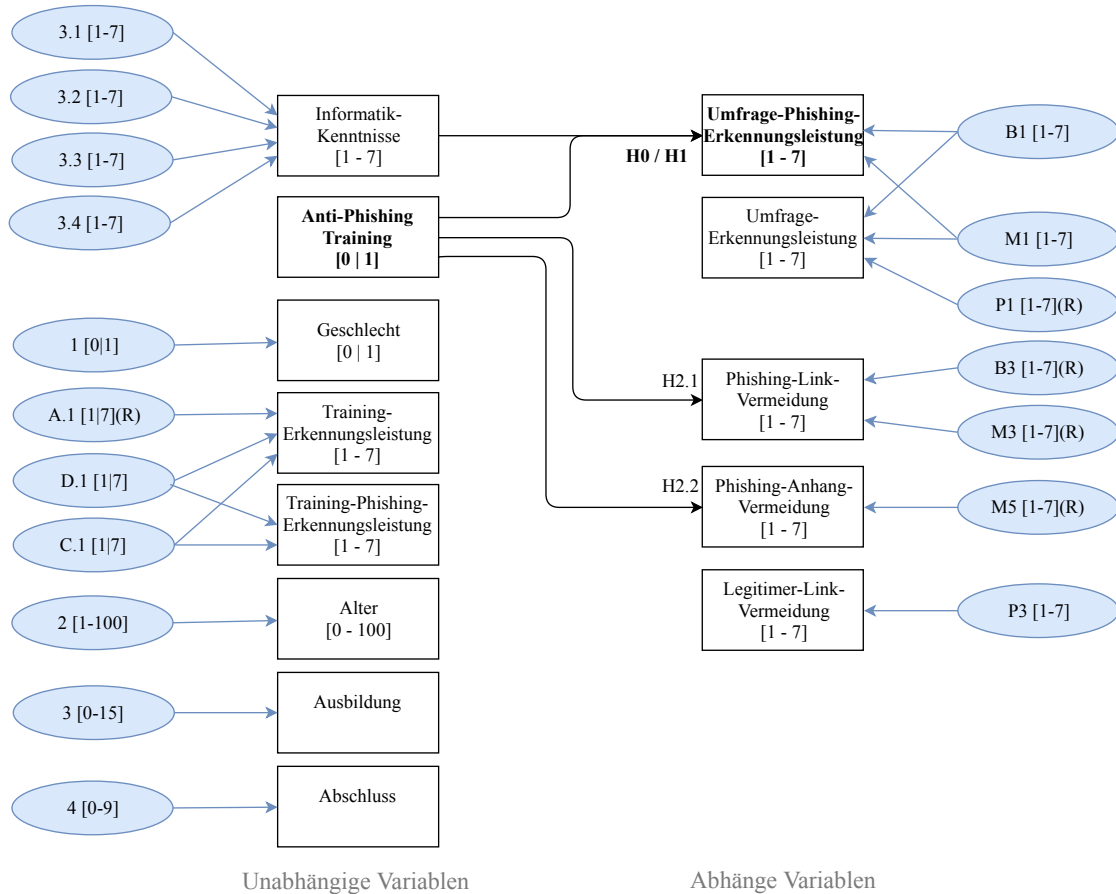 3.1 [1-7]
3.2 [1-7]
3.3 [1-7]
3.4 [1-7]
1 [0|1]
A.1 [1|7](R)
D.1 [1|7]
C.1 [1|7]
2 [1-100]
3 [0-15]
4 [0-9]
Informatik-
Kenntnisse
[1 - 7]
Anti-Phishing
Training
[0 | 1]
Geschlecht
[0 | 1]
Training-
Erkennungsleistung
[1 - 7]
Training-Phishing-
Erkennungsleistung
[1 - 7]
Alter
[0 - 100]
Ausbildung
Abschluss
Unabhängige Variablen
H0 / H1
H2.1
H2.2
Umfrage-Phishing-
Erkennungsleistung
[1 - 7]
Umfrage-
Erkennungsleistung
[1 - 7]
Phishing-Link-
Vermeidung
[1 - 7]
Phishing-Anhang-
Vermeidung
[1 - 7]
Legitimer-Link-
Vermeidung
[1 - 7]
Abhänge Variablen
B1 [1-7]
M1 [1-7]
P1 [1-7](R)
B3 [1-7](R)
M3 [1-7](R)
M5 [1-7](R)
P3 [1-7]